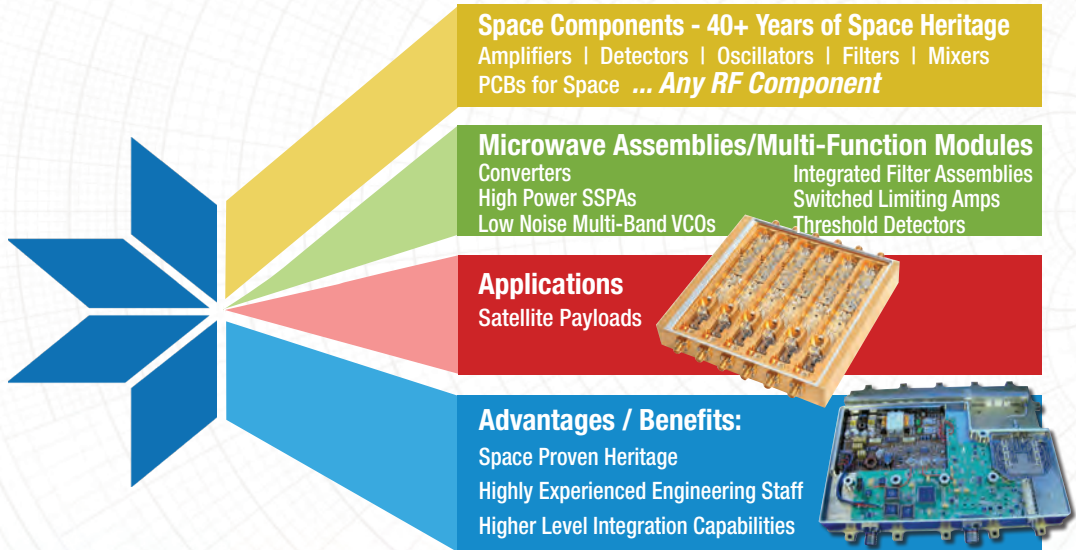 Space Components - 40+ Years of Space Heritage
Amplifiers | Detectors | Oscillators | Filters | Mixers
PCBs for Space ... Any RF Component
Microwave Assemblies/Multi-Function Modules
Converters
High Power SSPAs
Low Noise Multi-Band VCOs
Integrated Filter Assemblies
Switched Limiting Amps
Threshold Detectors
Applications
Satellite Payloads
Advantages / Benefits:
Space Proven Heritage
Highly Experienced Engineering Staff
Higher Level Integration Capabilities